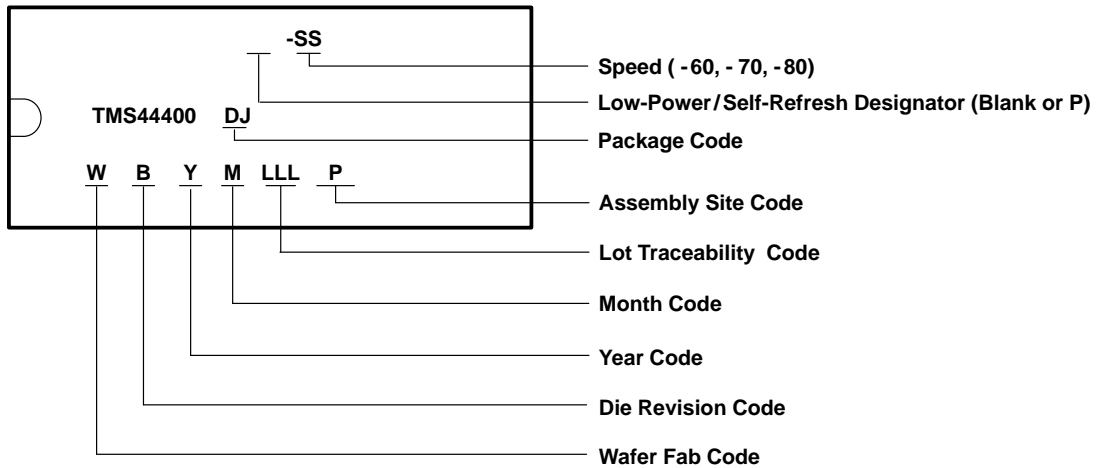 -SS
Speed ( -60, - 70, -80)
Low-Power/Self-Refresh Designator (Blank or P)
TMS44400 DJ
Package Code
W B Y M LLL P
Assembly Site Code
Lot Traceability Code
Month Code
Year Code
Die Revision Code
Wafer Fab Code